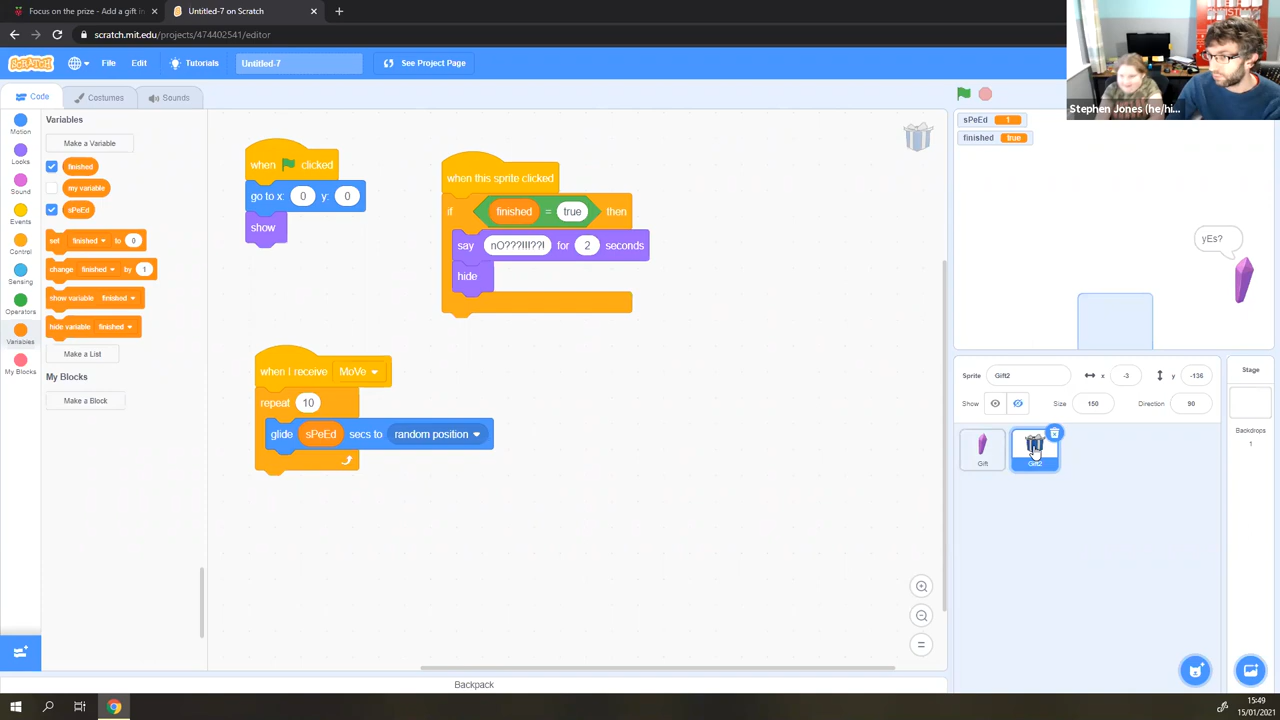 Focus on the prize - Add a gift in
Untitled-7 on Scratch
scratch.mit.edu/projects/474402541/editor
SCRATCH
File
Edit
Tutorials
Untitled-7
See Project Page
Stephen Jones (he/hi...
Code
Costumes
Sounds
Motion
Looks
Sound
Events
Control
Sensing
Operators
Variables
My Blocks
Variables
Make a Variable
finished
my variable
sPeEd
set finished to 0
change finished by 1
show variable finished
hide variable finished
Make a List
My Blocks
Make a Block
when clicked
go to x: 0 y: 0
show
when this sprite clicked
if finished = true then
say nO???III??I for 2 seconds
hide
when I receive MoVe
repeat 10
glide sPeEd secs to random position
sPeEd 1
finished true
yEs?
Sprite Gift2 x -3 y -136
Show Size 150 Direction 90
Gift
Gift2
Stage
Backdrops
1
Backpack
15:49
15/01/2021